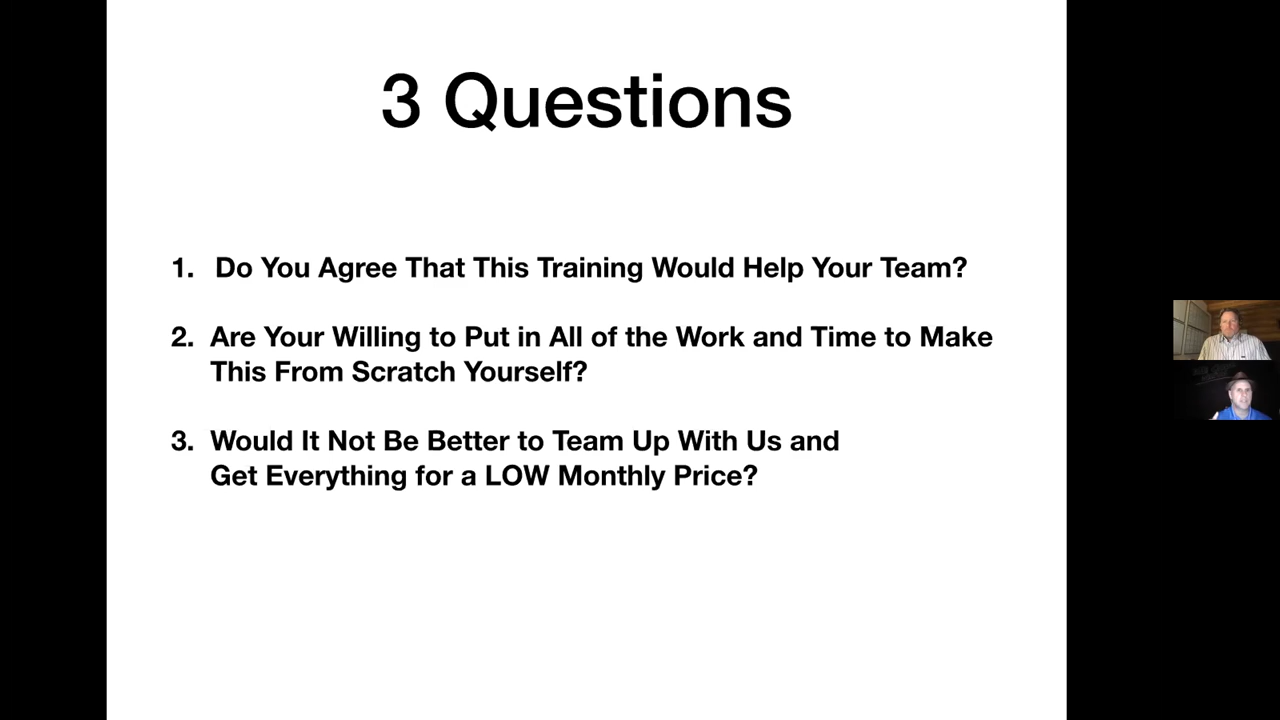 3 Questions
1. Do You Agree That This Training Would Help Your Team?
2. Are Your Willing to Put in All of the Work and Time to Make
This From Scratch Yourself?
3. Would It Not Be Better to Team Up With Us and
Get Everything for a LOW Monthly Price?